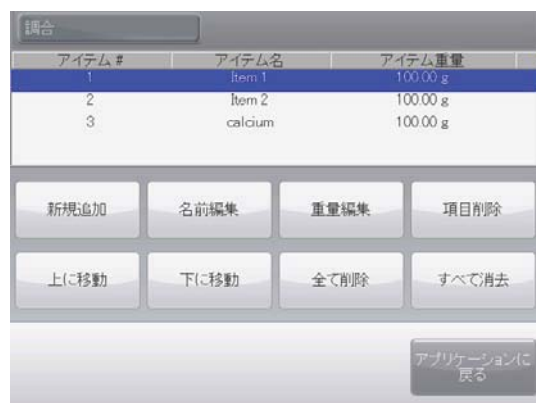 調合
アイテム # アイテム名 アイテム重量
1 Item 1 100.00 g
2 Item 2 100.00 g
3 calcium 100.00 g
新規追加 名前編集 重量編集 項目削除
上に移動 下に移動 全て削除 すべて消去
アプリケーションに
戻る